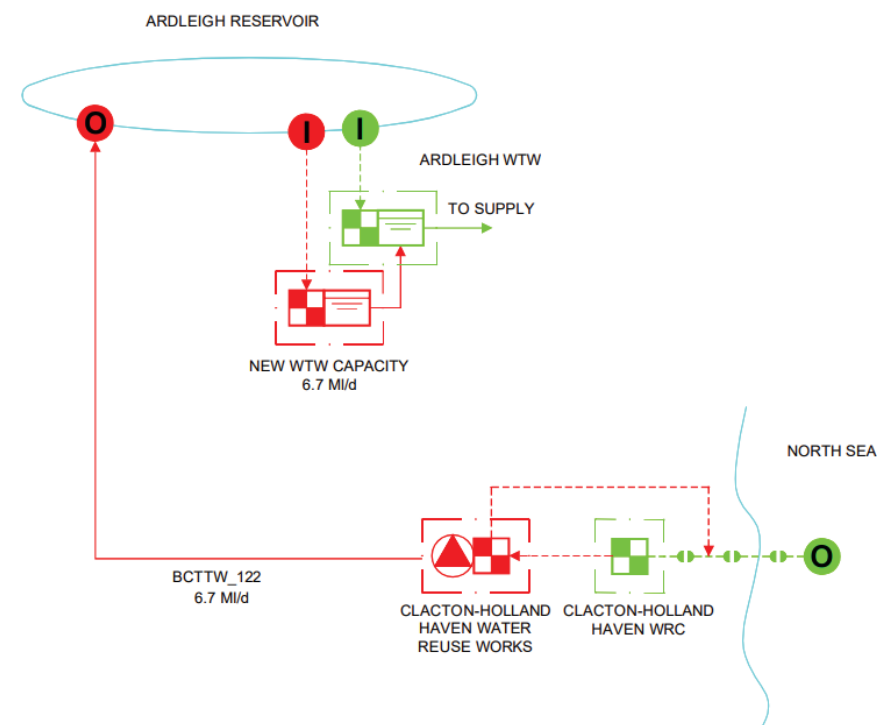 ARDLEIGH RESERVOIR
O
I
I
ARDLEIGH WTW
TO SUPPLY
NEW WTW CAPACITY
6.7 Ml/d
NORTH SEA
O
BCTTW_122
6.7 Ml/d
CLACTON-HOLLAND
HAVEN WATER
REUSE WORKS
CLACTON-HOLLAND
HAVEN WRC